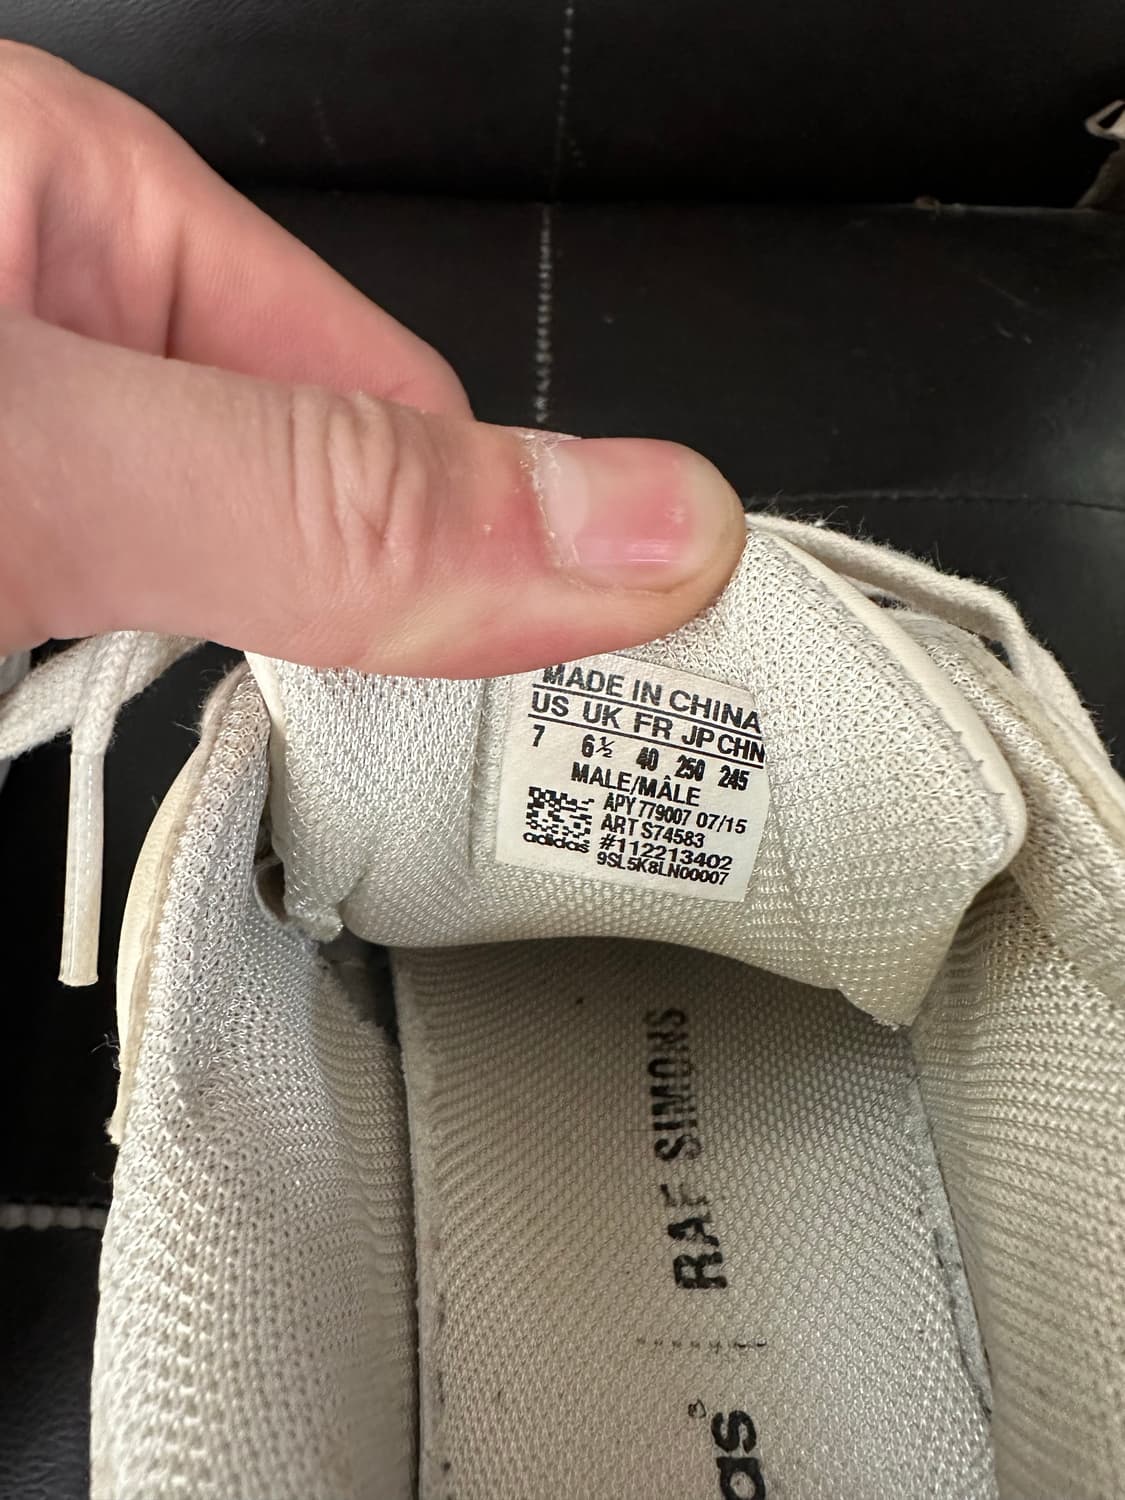 MADE IN CHINA
US UK FR JP CHN
7 6½ 40 250 245
MALE/MÂLE
APY 779007 07/15
ART S74583
#112213402
9SL5K8LN00007
adidas
RAF SIMONS
as